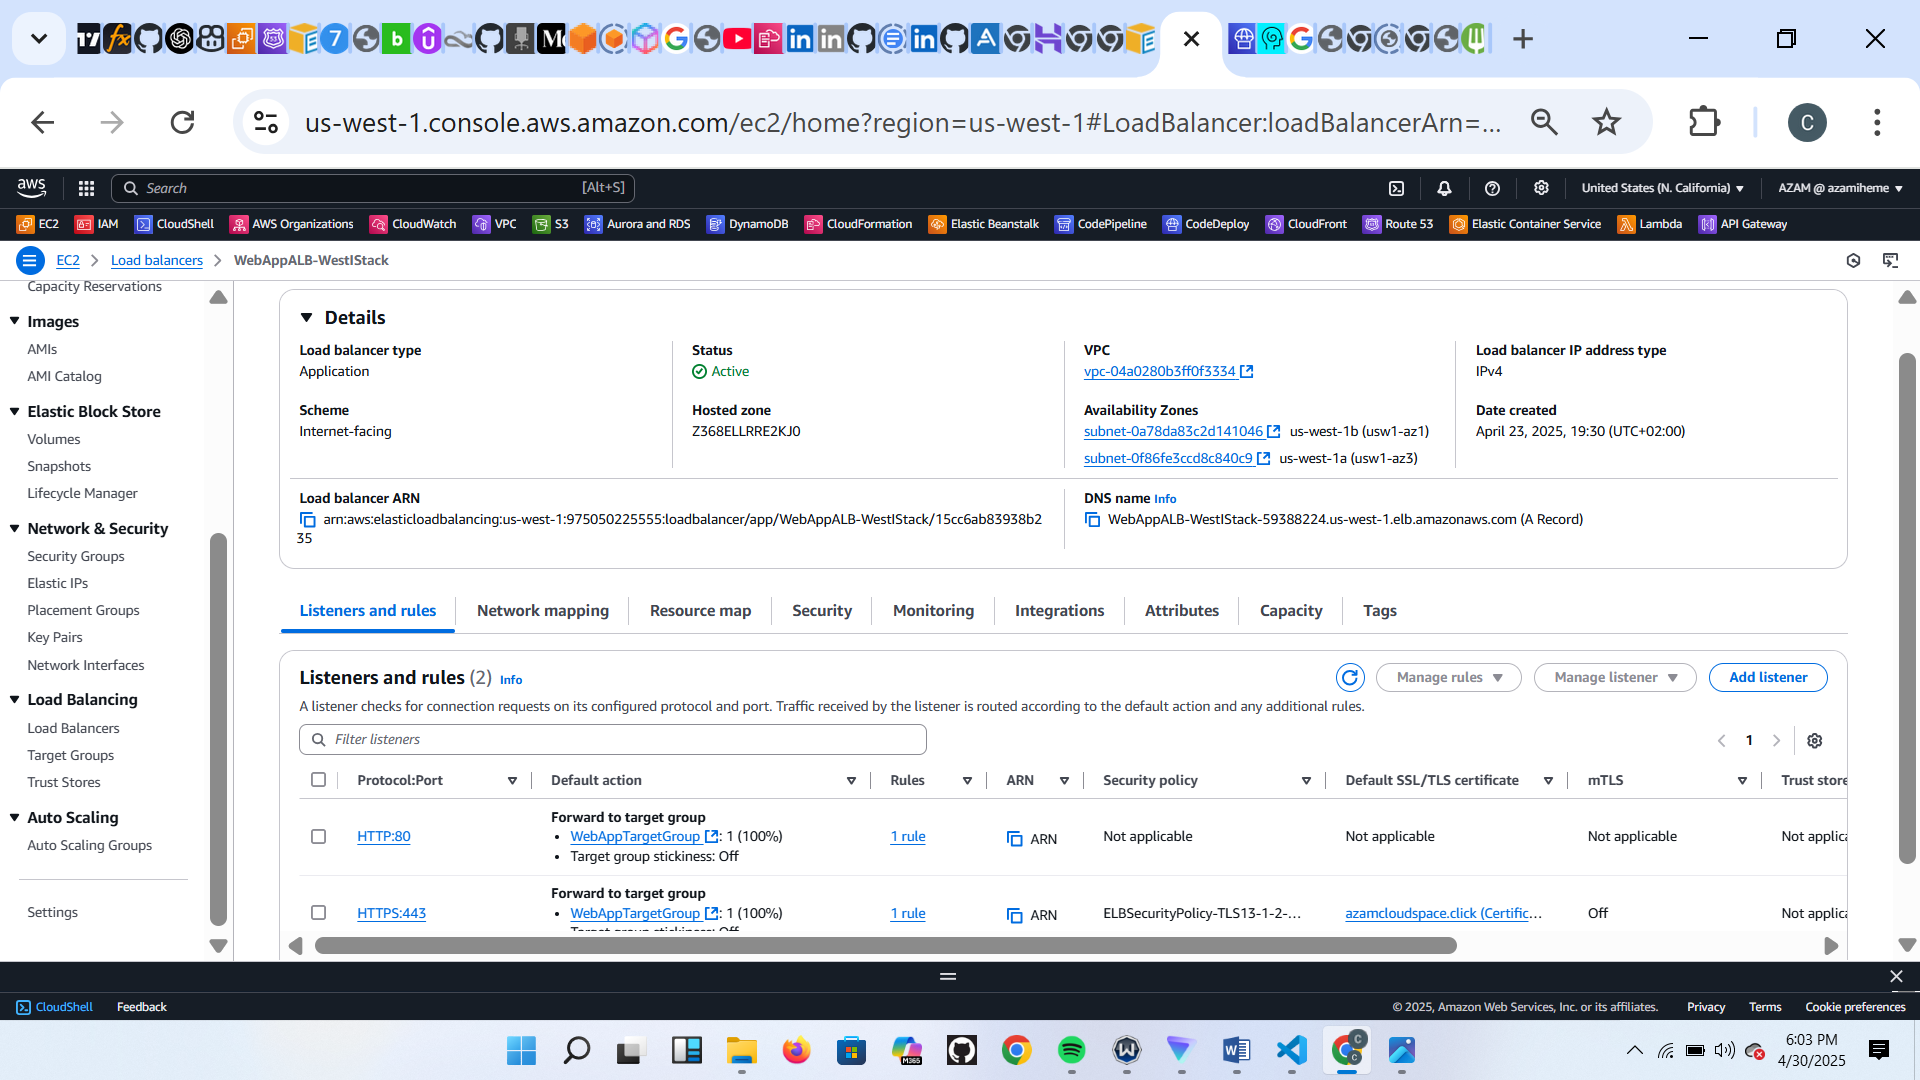 us-west-1.console.aws.amazon.com/ec2/home?region=us-west-1#LoadBalancer:loadBalancerArn=...
C
aws
Search
[Alt+S]
United States (N. California)
AZAM @ azamiheme
EC2
IAM
CloudShell
AWS Organizations
CloudWatch
VPC
S3
Aurora and RDS
DynamoDB
CloudFormation
Elastic Beanstalk
CodePipeline
CodeDeploy
CloudFront
Route 53
Elastic Container Service
Lambda
API Gateway
EC2 > Load balancers > WebAppALB-WestIStack
Capacity Reservations
Images
AMIs
AMI Catalog
Elastic Block Store
Volumes
Snapshots
Lifecycle Manager
Network & Security
Security Groups
Elastic IPs
Placement Groups
Key Pairs
Network Interfaces
Load Balancing
Load Balancers
Target Groups
Trust Stores
Auto Scaling
Auto Scaling Groups
Settings
Details
Load balancer type
Application
Status
Active
VPC
vpc-04a0280b3ff0f3334
Load balancer IP address type
IPv4
Scheme
Internet-facing
Hosted zone
Z368ELLRRE2KJ0
Availability Zones
subnet-0a78da83c2d141046 us-west-1b (usw1-az1)
subnet-0f86fe3ccd8c840c9 us-west-1a (usw1-az3)
Date created
April 23, 2025, 19:30 (UTC+02:00)
Load balancer ARN
arn:aws:elasticloadbalancing:us-west-1:975050225555:loadbalancer/app/WebAppALB-WestIStack/15cc6ab83938b2
35
DNS name Info
WebAppALB-WestIStack-59388224.us-west-1.elb.amazonaws.com (A Record)
Listeners and rules
Network mapping
Resource map
Security
Monitoring
Integrations
Attributes
Capacity
Tags
Listeners and rules (2) Info
Manage rules
Manage listener
Add listener
A listener checks for connection requests on its configured protocol and port. Traffic received by the listener is routed according to the default action and any additional rules.
Filter listeners
1
Protocol:Port
Default action
Rules
ARN
Security policy
Default SSL/TLS certificate
mTLS
Trust store
HTTP:80
Forward to target group
• WebAppTargetGroup : 1 (100%)
• Target group stickiness: Off
1 rule
ARN
Not applicable
Not applicable
Not applicable
Not applica
HTTPS:443
Forward to target group
• WebAppTargetGroup : 1 (100%)
Target group stickiness: Off
1 rule
ARN
ELBSecurityPolicy-TLS13-1-2-...
azamcloudspace.click (Certific...
Off
Not applica
CloudShell
Feedback
© 2025, Amazon Web Services, Inc. or its affiliates.
Privacy
Terms
Cookie preferences
6:03 PM
4/30/2025